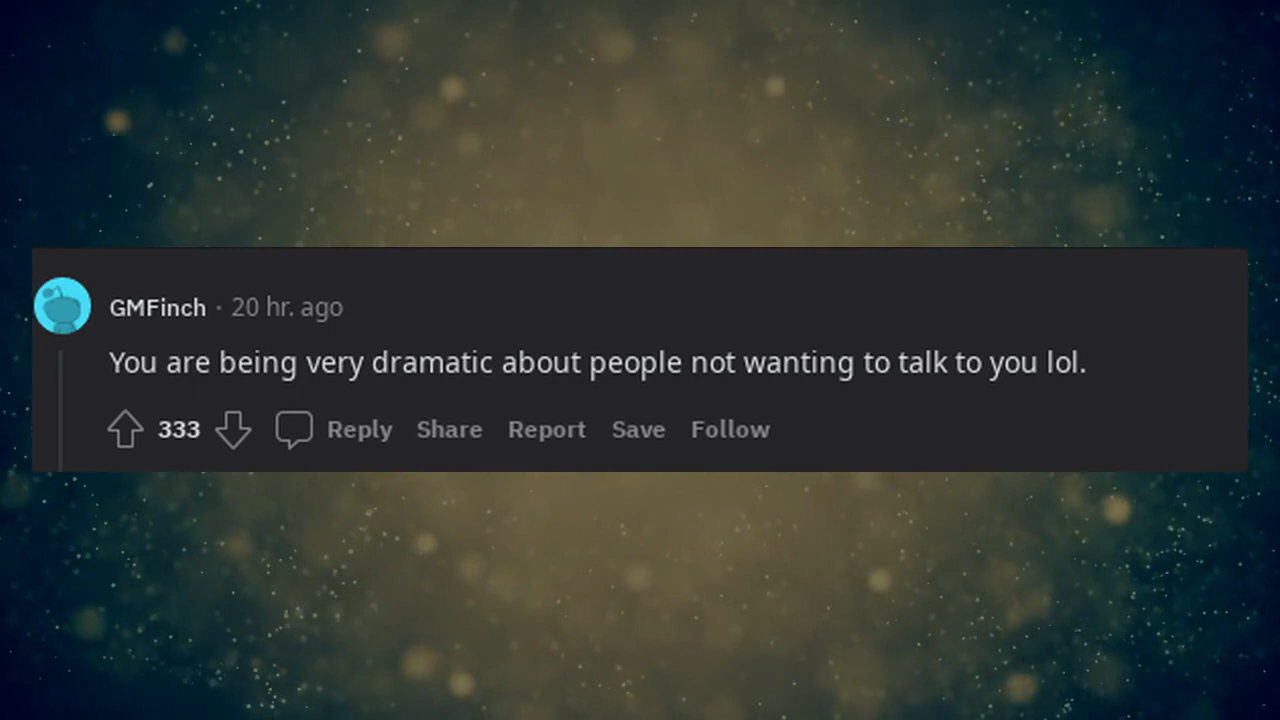 GMFinch · 20 hr. ago
You are being very dramatic about people not wanting to talk to you lol.
333 Reply Share Report Save Follow